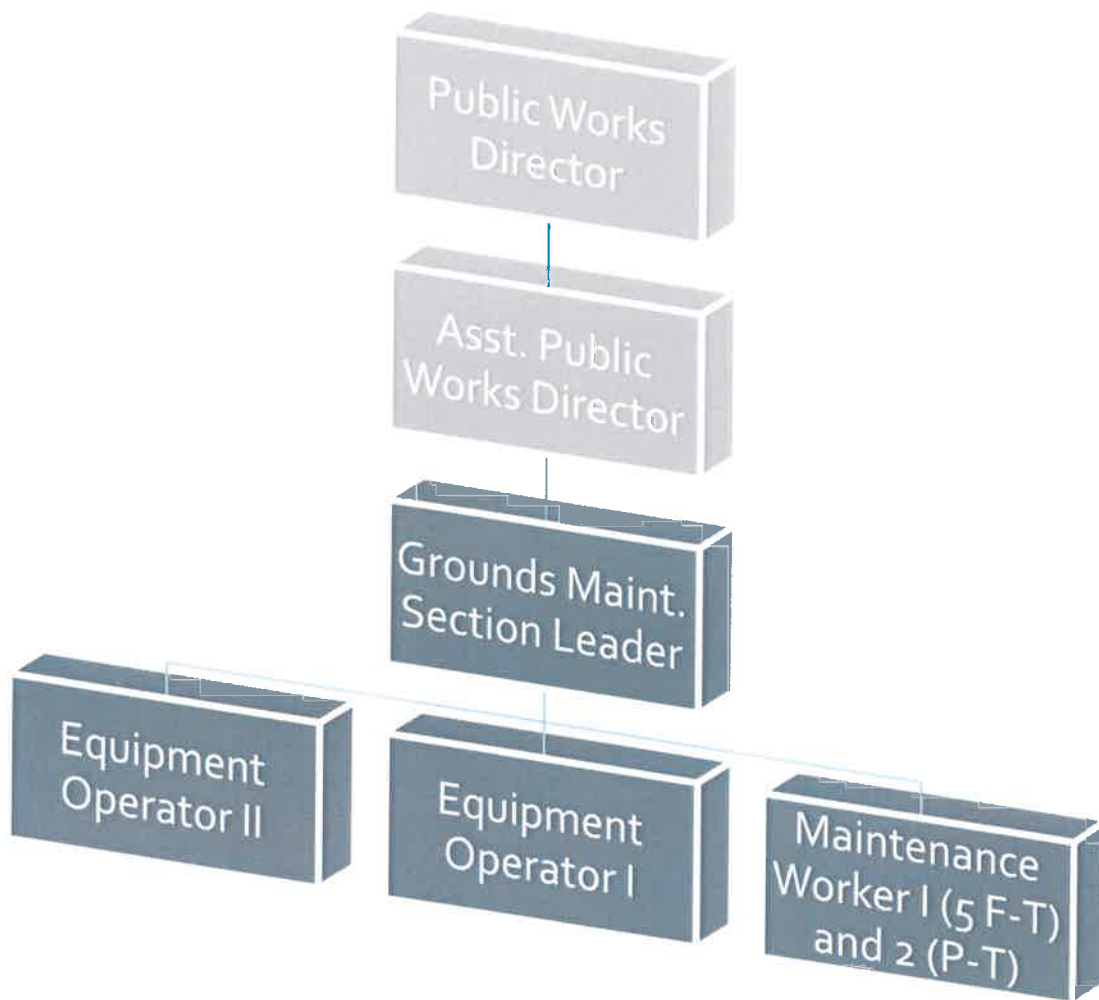 Public Works
Director
Asst. Public
Works Director
Grounds Maint.
Section Leader
Equipment
Operator II
Equipment
Operator I
Maintenance
Worker I (5 F-T)
and 2 (P-T)